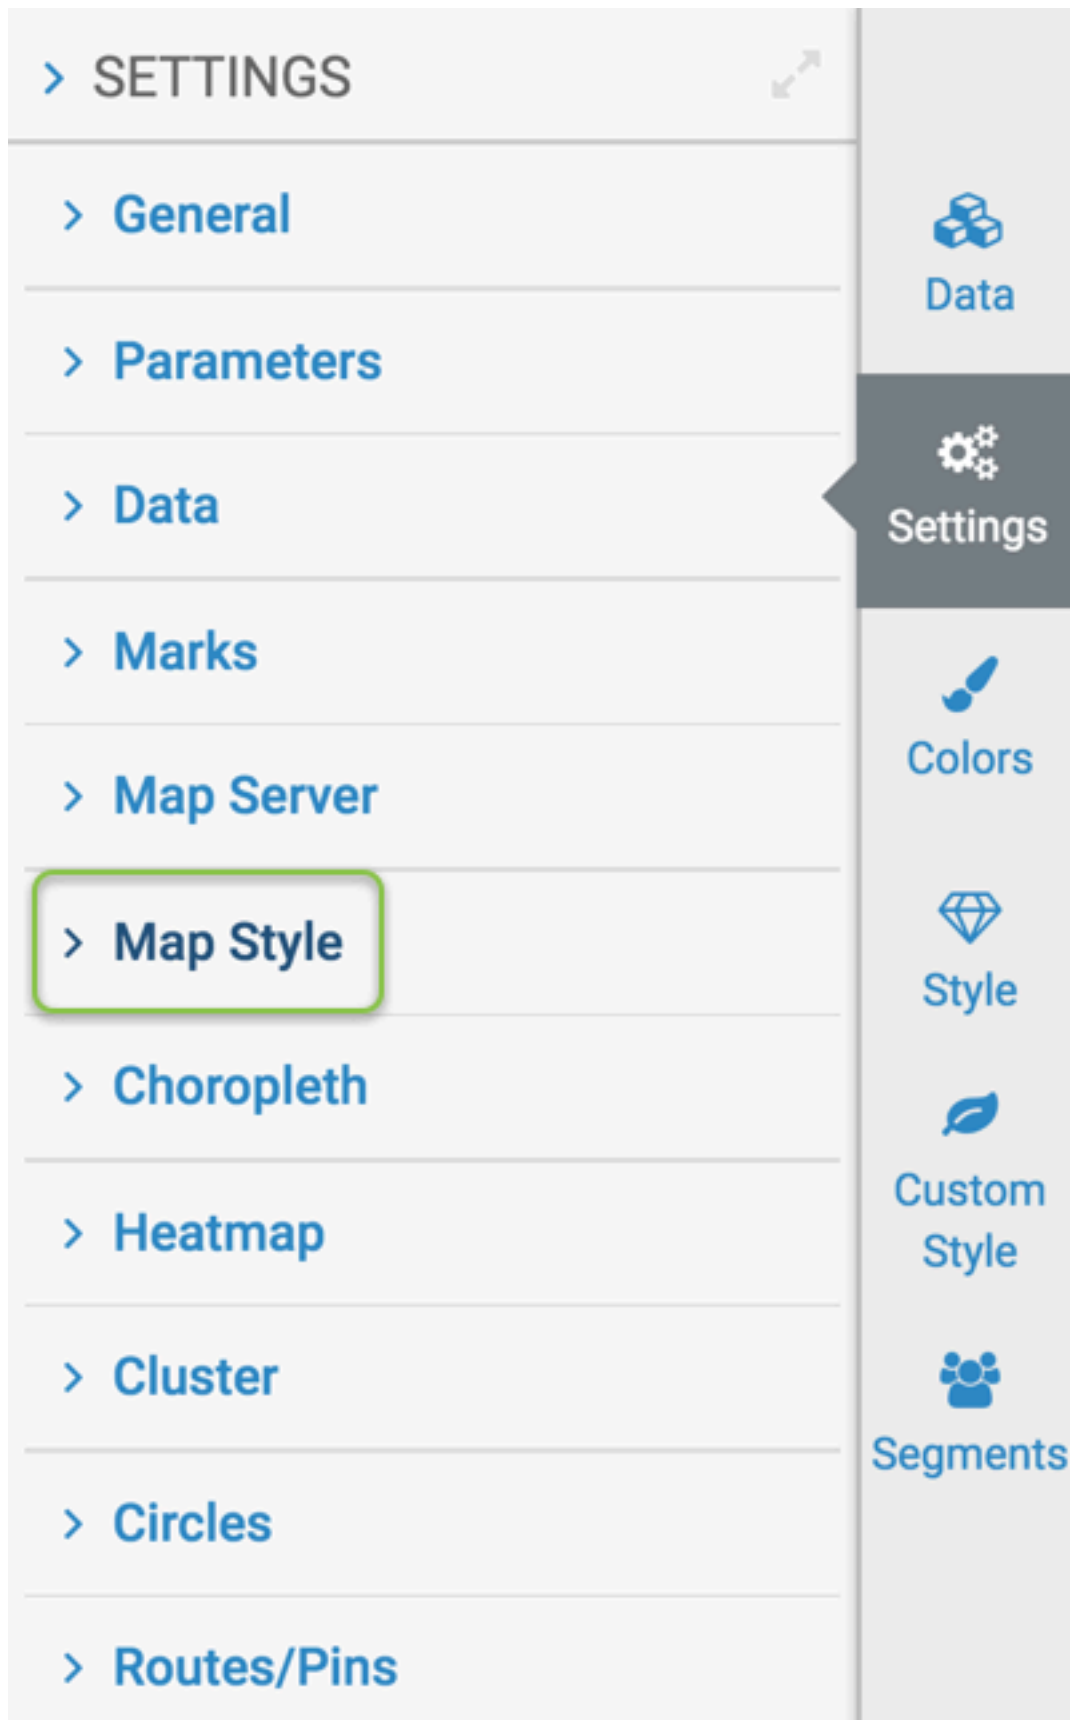 SETTINGS
General
Parameters
Data
Marks
Map Server
Map Style
Choropleth
Heatmap
Cluster
Circles
Routes/Pins
Data
Settings
Colors
Style
Custom
Style
Segments